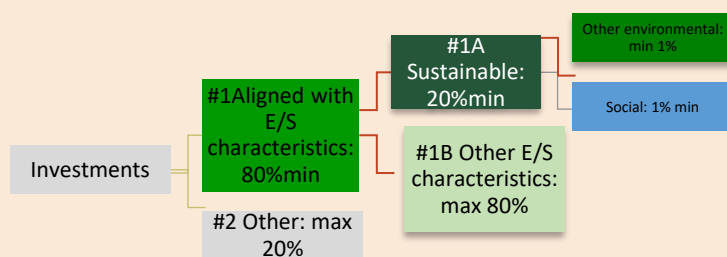 Investments
#1Aligned with
E/S
characteristics:
80%min
#2 Other: max
20%
#1A
Sustainable:
20%min
#1B Other E/S
characteristics:
max 80%
Other environmental:
min 1%
Social: 1% min